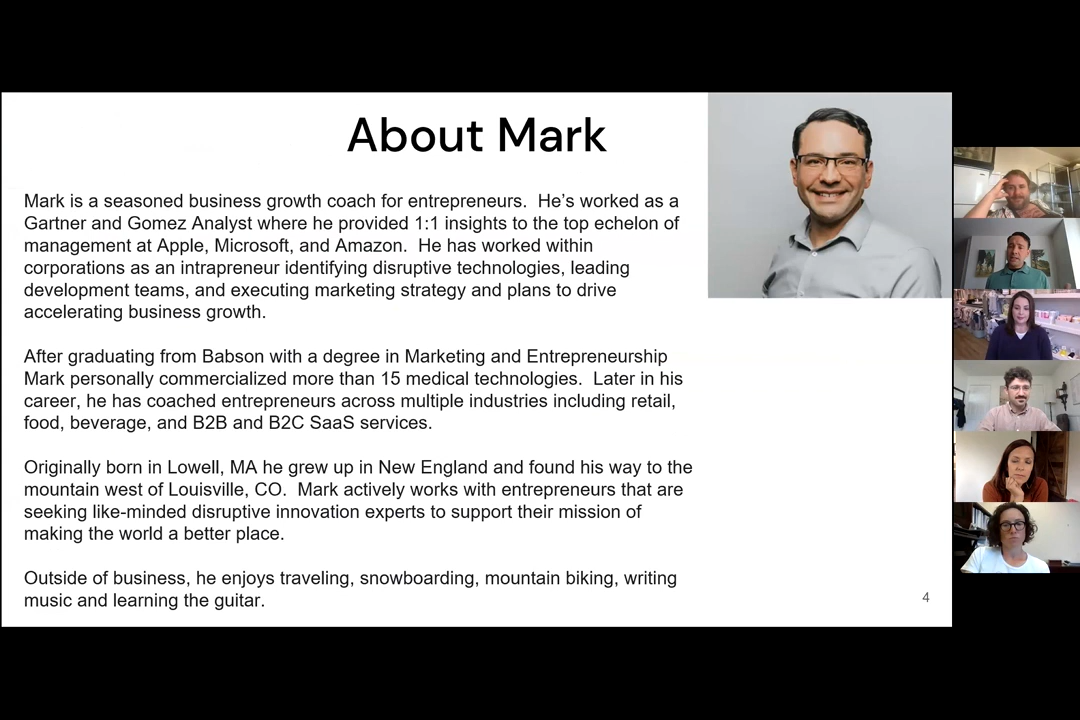 About Mark
Mark is a seasoned business growth coach for entrepreneurs.  He’s worked as a
Gartner and Gomez Analyst where he provided 1:1 insights to the top echelon of
management at Apple, Microsoft, and Amazon.  He has worked within
corporations as an intrapreneur identifying disruptive technologies, leading
development teams, and executing marketing strategy and plans to drive
accelerating business growth.
After graduating from Babson with a degree in Marketing and Entrepreneurship
Mark personally commercialized more than 15 medical technologies.  Later in his
career, he has coached entrepreneurs across multiple industries including retail,
food, beverage, and B2B and B2C SaaS services.
Originally born in Lowell, MA he grew up in New England and found his way to the
mountain west of Louisville, CO.  Mark actively works with entrepreneurs that are
seeking like-minded disruptive innovation experts to support their mission of
making the world a better place.
Outside of business, he enjoys traveling, snowboarding, mountain biking, writing
music and learning the guitar.
4